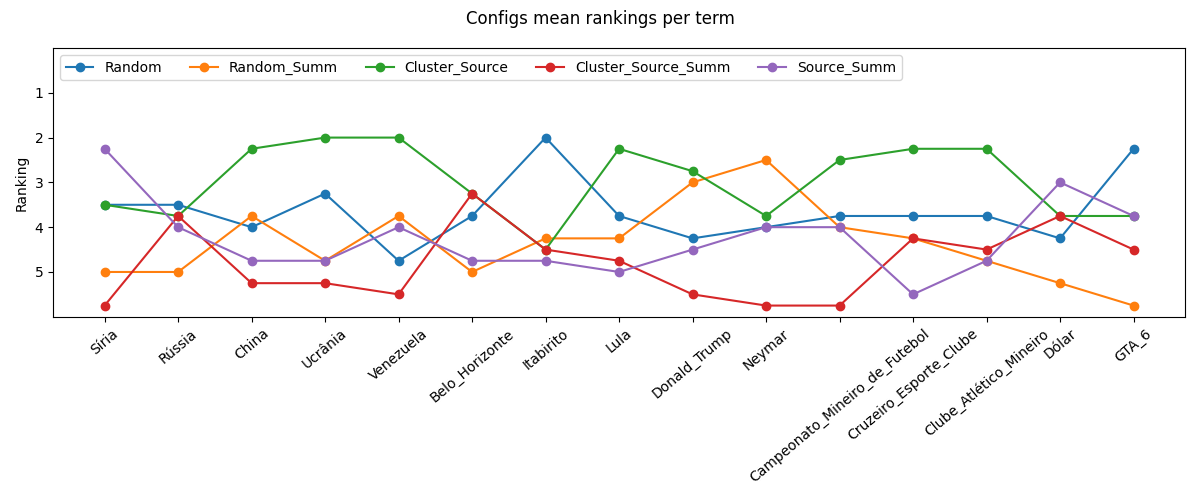 Configs mean rankings per term
Random Random_Summ Cluster_Source Cluster_Source_Summ Source_Summ
Ranking
1
2
3
4
5
Síria
Rússia
China
Ucrânia
Venezuela
Belo_Horizonte
Itabirito
Lula
Donald_Trump
Neymar
Campeonato_Mineiro_de_Futebol
Cruzeiro_Esporte_Clube
Clube_Atlético_Mineiro
Dólar
GTA_6